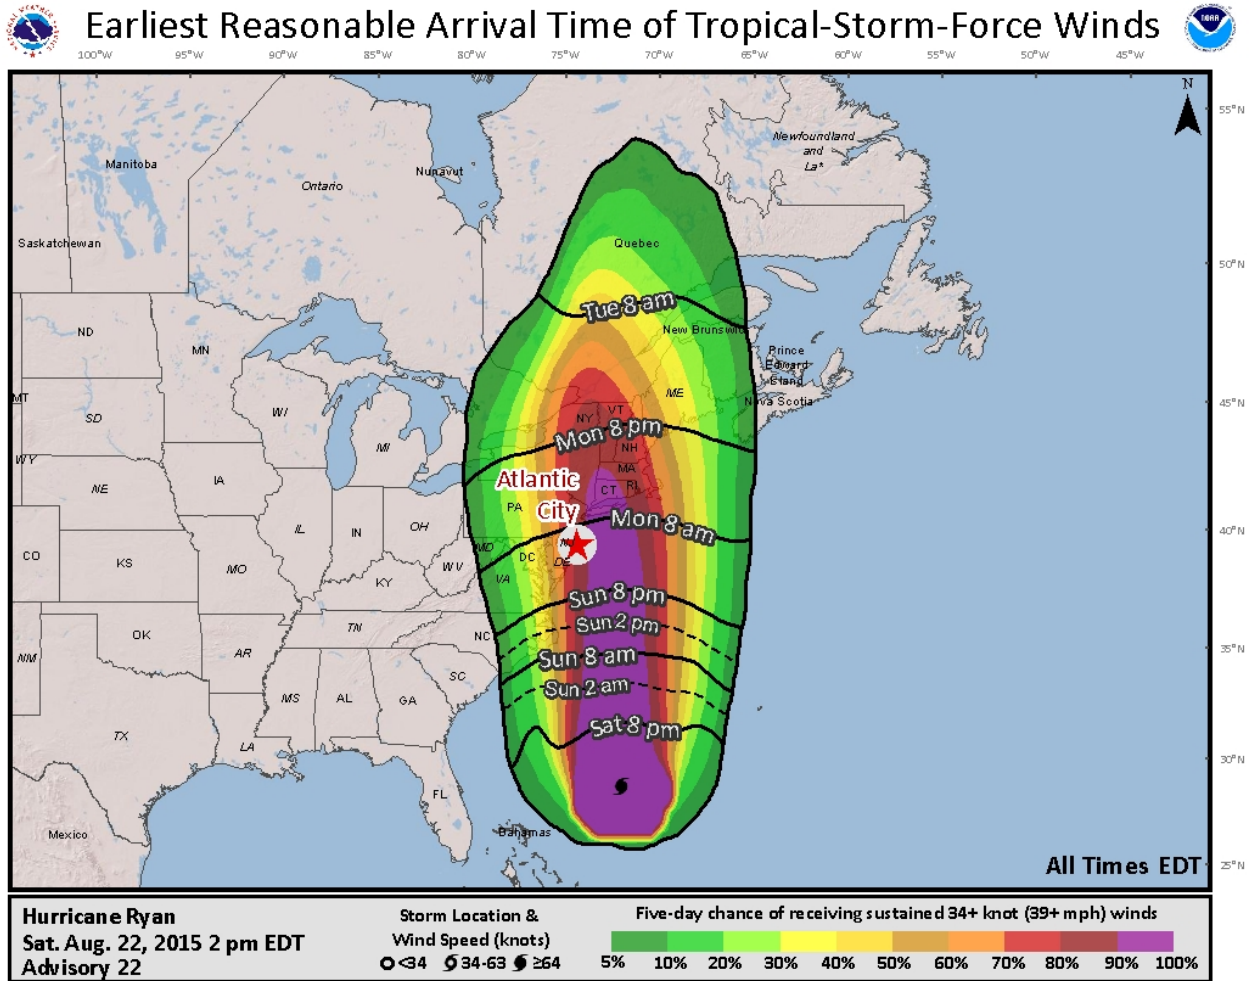 Earliest Reasonable Arrival Time of Tropical-Storm-Force Winds
NOAA
100°W 95°W 90°W 85°W 80°W 75°W 70°W 65°W 60°W 55°W 50°W 45°W
N
55°N
Newfoundland
and
La*
Manitoba
Nunavut
Ontario
Saskatchewan
Quebec
50°N
Tue 8 am
ND
New Brunswi
MN
Prince
Edward
Island
MT
ME
Nova Scotia
45°N
SD
WI
VT
NY
Mon 8 pm
MI
NH
WY
MA
Atlantic
City
NE
IA
CT
RI
PA
Mon 8 am
OH
IL
IN
40°N
MD
DC
CO
KS
MO
WV
DE
VA
KY
Sun 8 pm
Sun 2 pm
OK
TN
NC
35°N
NM
AR
Sun 8 am
SC
Sun 2 am
MS
AL
GA
Sat 8 pm
TX
LA
30°N
FL
Mexico
Bahamas
All Times EDT
25°N
Hurricane Ryan
Sat. Aug. 22, 2015 2 pm EDT
Advisory 22
Storm Location &
Wind Speed (knots)
<34 34-63 ≥64
Five-day chance of receiving sustained 34+ knot (39+ mph) winds
5% 10% 20% 30% 40% 50% 60% 70% 80% 90% 100%